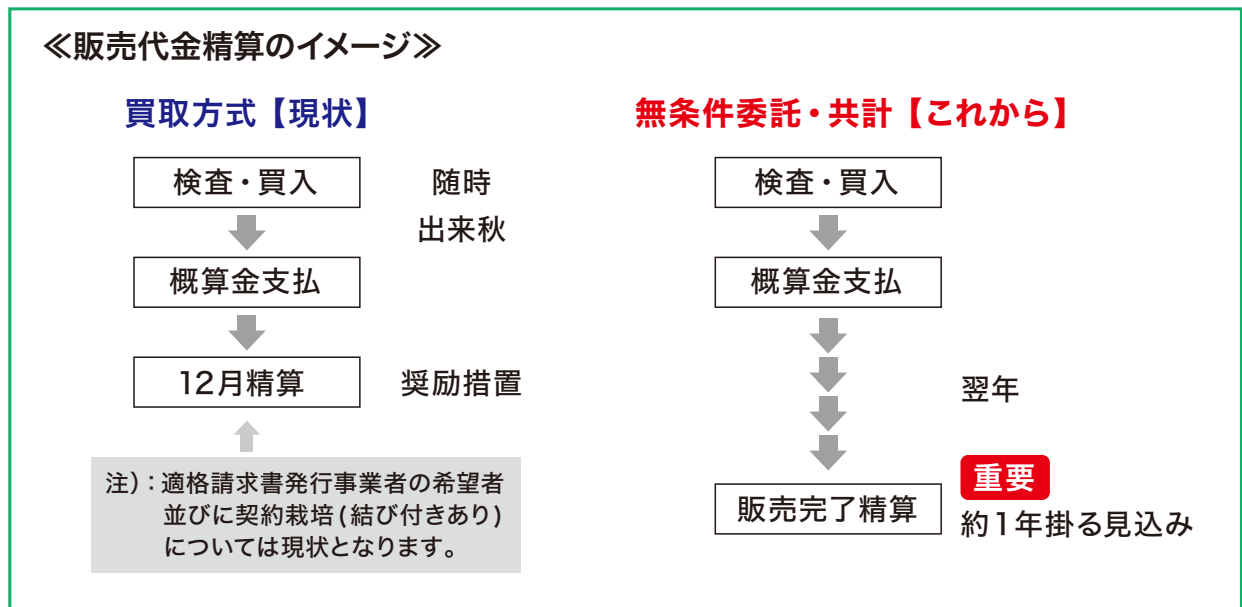 ≪販売代金精算のイメージ≫
買取方式【現状】
検査・買入
随時
出来秋
概算金支払
12月精算
奨励措置
注）：適格請求書発行事業者の希望者
並びに契約栽培(結び付きあり)
については現状となります。
無条件委託・共計【これから】
検査・買入
概算金支払
翌年
販売完了精算
重要
約1年掛る見込み